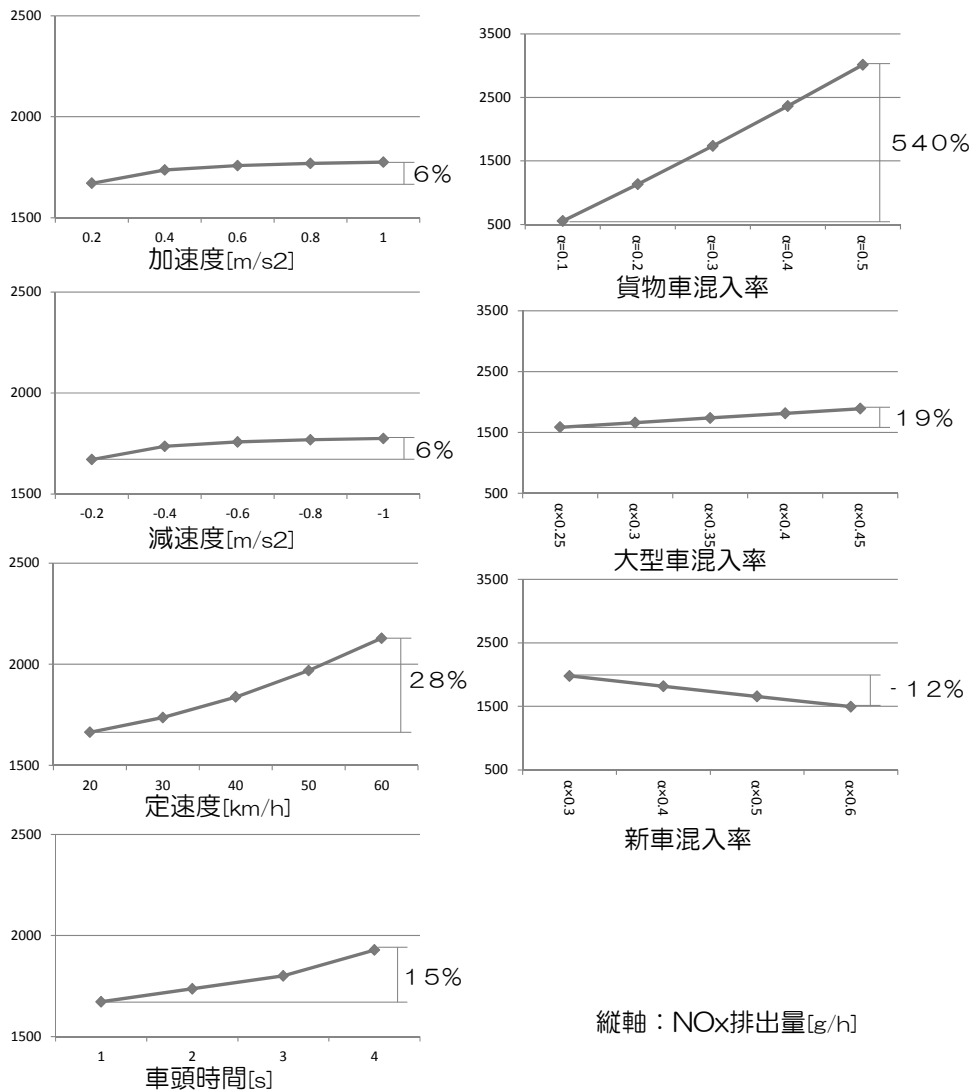 2500
2000
1500
6%
0.2 0.4 0.6 0.8 1
加速度[m/s2]
2500
2000
1500
6%
-0.2 -0.4 -0.6 -0.8 -1
減速度[m/s2]
2500
2000
1500
28%
20 30 40 50 60
定速度[km/h]
2500
2000
1500
15%
1 2 3 4
車頭時間[s]
3500
2500
1500
500
540%
α=0.1 α=0.2 α=0.3 α=0.4 α=0.5
貨物車混入率
3500
2500
1500
500
19%
α×0.25 α×0.3 α×0.35 α×0.4 α×0.45
大型車混入率
3500
2500
1500
500
-12%
α×0.3 α×0.4 α×0.5 α×0.6
新車混入率
縦軸：NOx排出量[g/h]